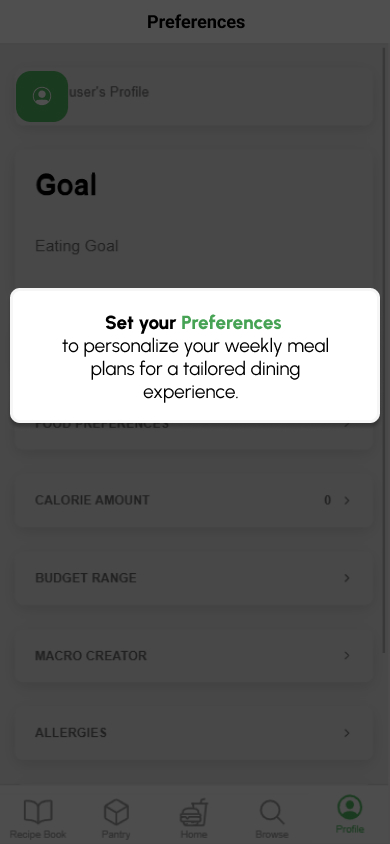 Preferences
user's Profile
Goal
Eating Goal
Set your Preferences
to personalize your weekly meal
plans for a tailored dining
experience.
FOOD PREFERENCES
CALORIE AMOUNT 0
BUDGET RANGE
MACRO CREATOR
ALLERGIES
Recipe Book Pantry Home Browse Profile